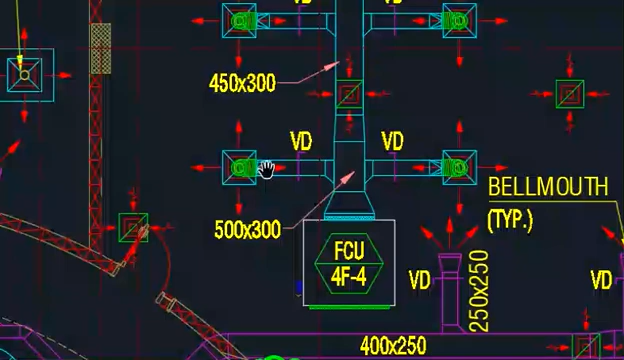 VD
VD
450x300
VD
VD
BELLMOUTH
(TYP.)
500x300
FCU
4F-4
VD
250x250
VD
400x250